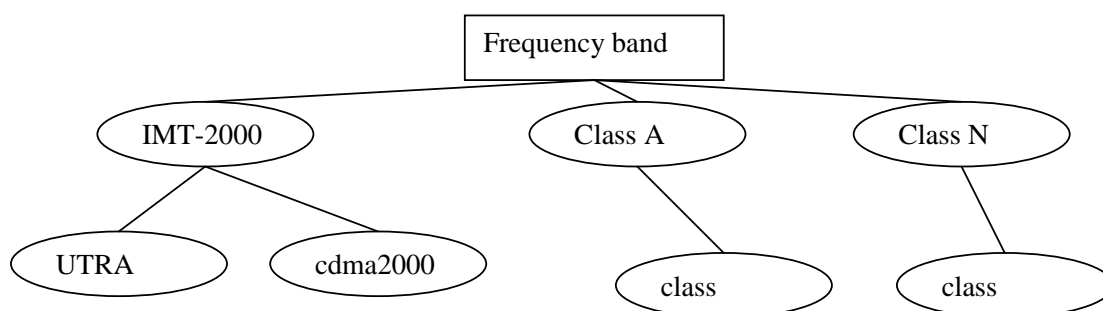 Frequency band
IMT-2000
Class A
Class N
UTRA
cdma2000
class
class